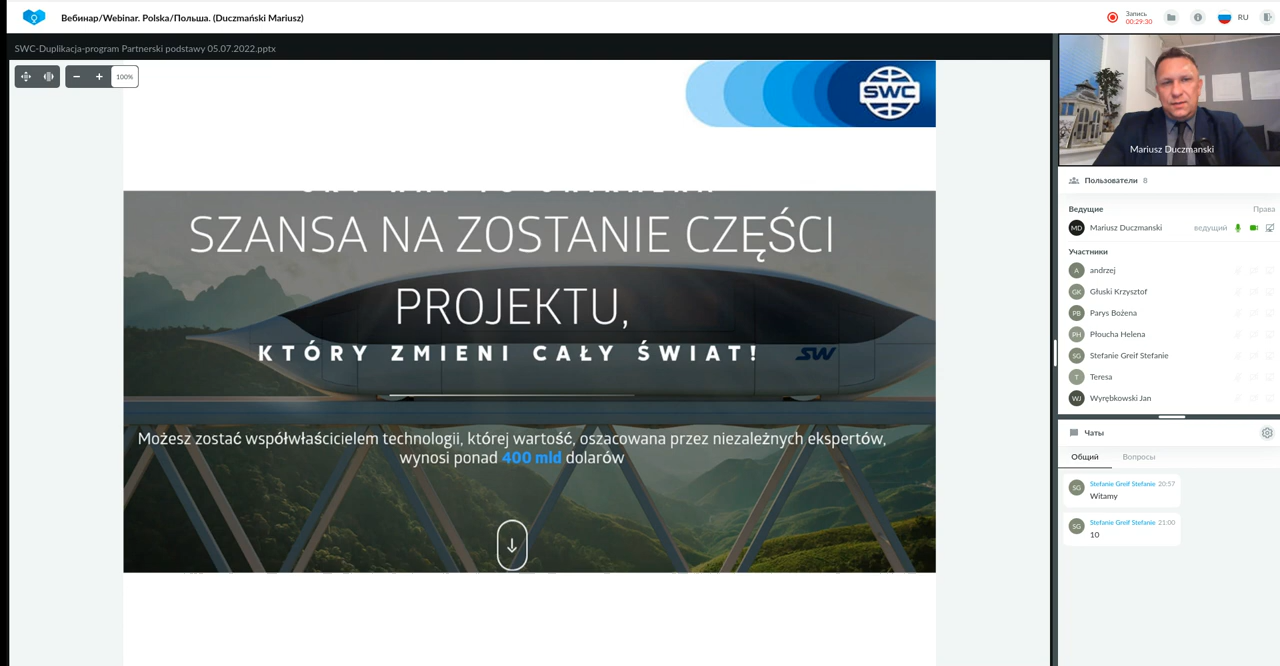 Вебинар/Webinar. Polska/Польша. (Duczmański Mariusz)
Запись
00:29:30
RU
SWC-Duplikacja-program Partnerski podstawy 05.07.2022.pptx
100%
SWC
SZANSA NA ZOSTANIE CZĘŚCI
PROJEKTU,
KTÓRY ZMIENI CAŁY ŚWIAT!
SW
Możesz zostać współwłaścicielem technologii, której wartość, oszacowana przez niezależnych ekspertów,
wynosi ponad 400 mld dolarów
Mariusz Duczmanski
Пользователи 8
Ведущие Права
MD Mariusz Duczmanski ведущий
Участники
A andrzej
GK Głuski Krzysztof
PB Parys Bożena
PH Płoucha Helena
SG Stefanie Greif Stefanie
T Teresa
WJ Wyrębkowski Jan
Чаты
Общий Вопросы
SG Stefanie Greif Stefanie 20:57
Witamy
SG Stefanie Greif Stefanie 21:00
10